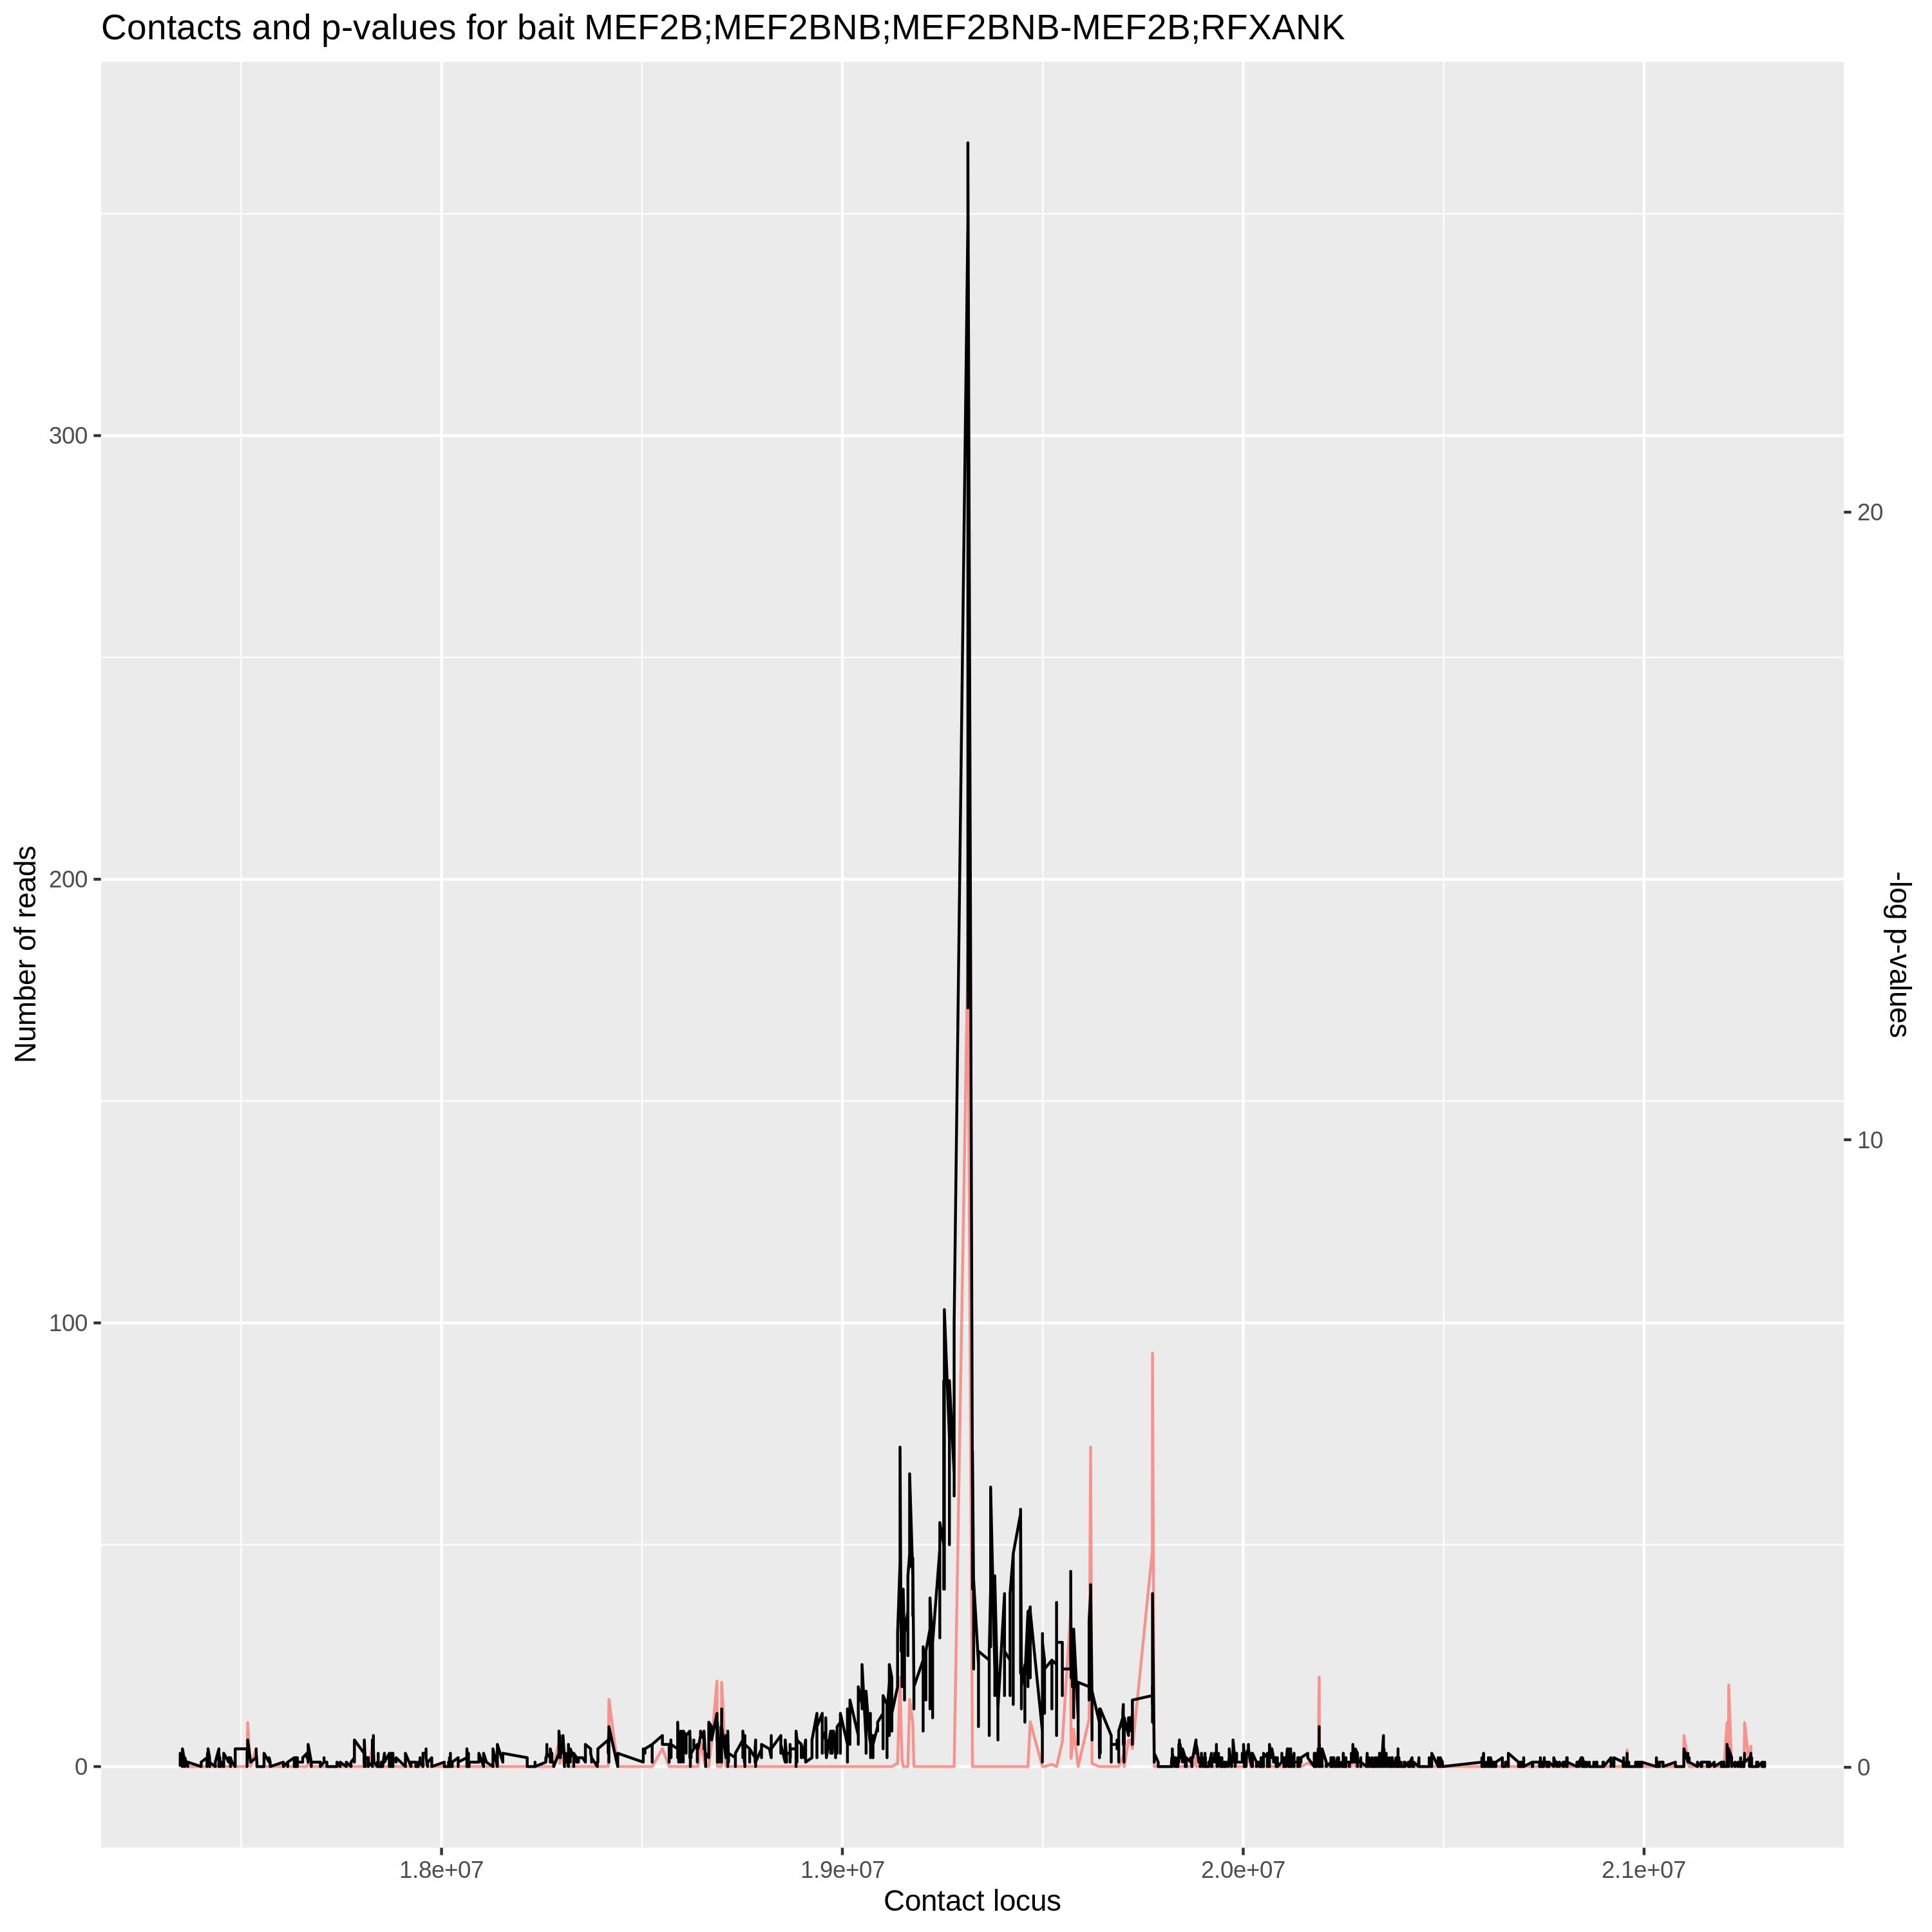 Contacts and p-values for bait MEF2B;MEF2BNB;MEF2BNB-MEF2B;RFXANK
Number of reads
300
200
100
0
20
10
0
-log p-values
1.8e+07
1.9e+07
2.0e+07
2.1e+07
Contact locus